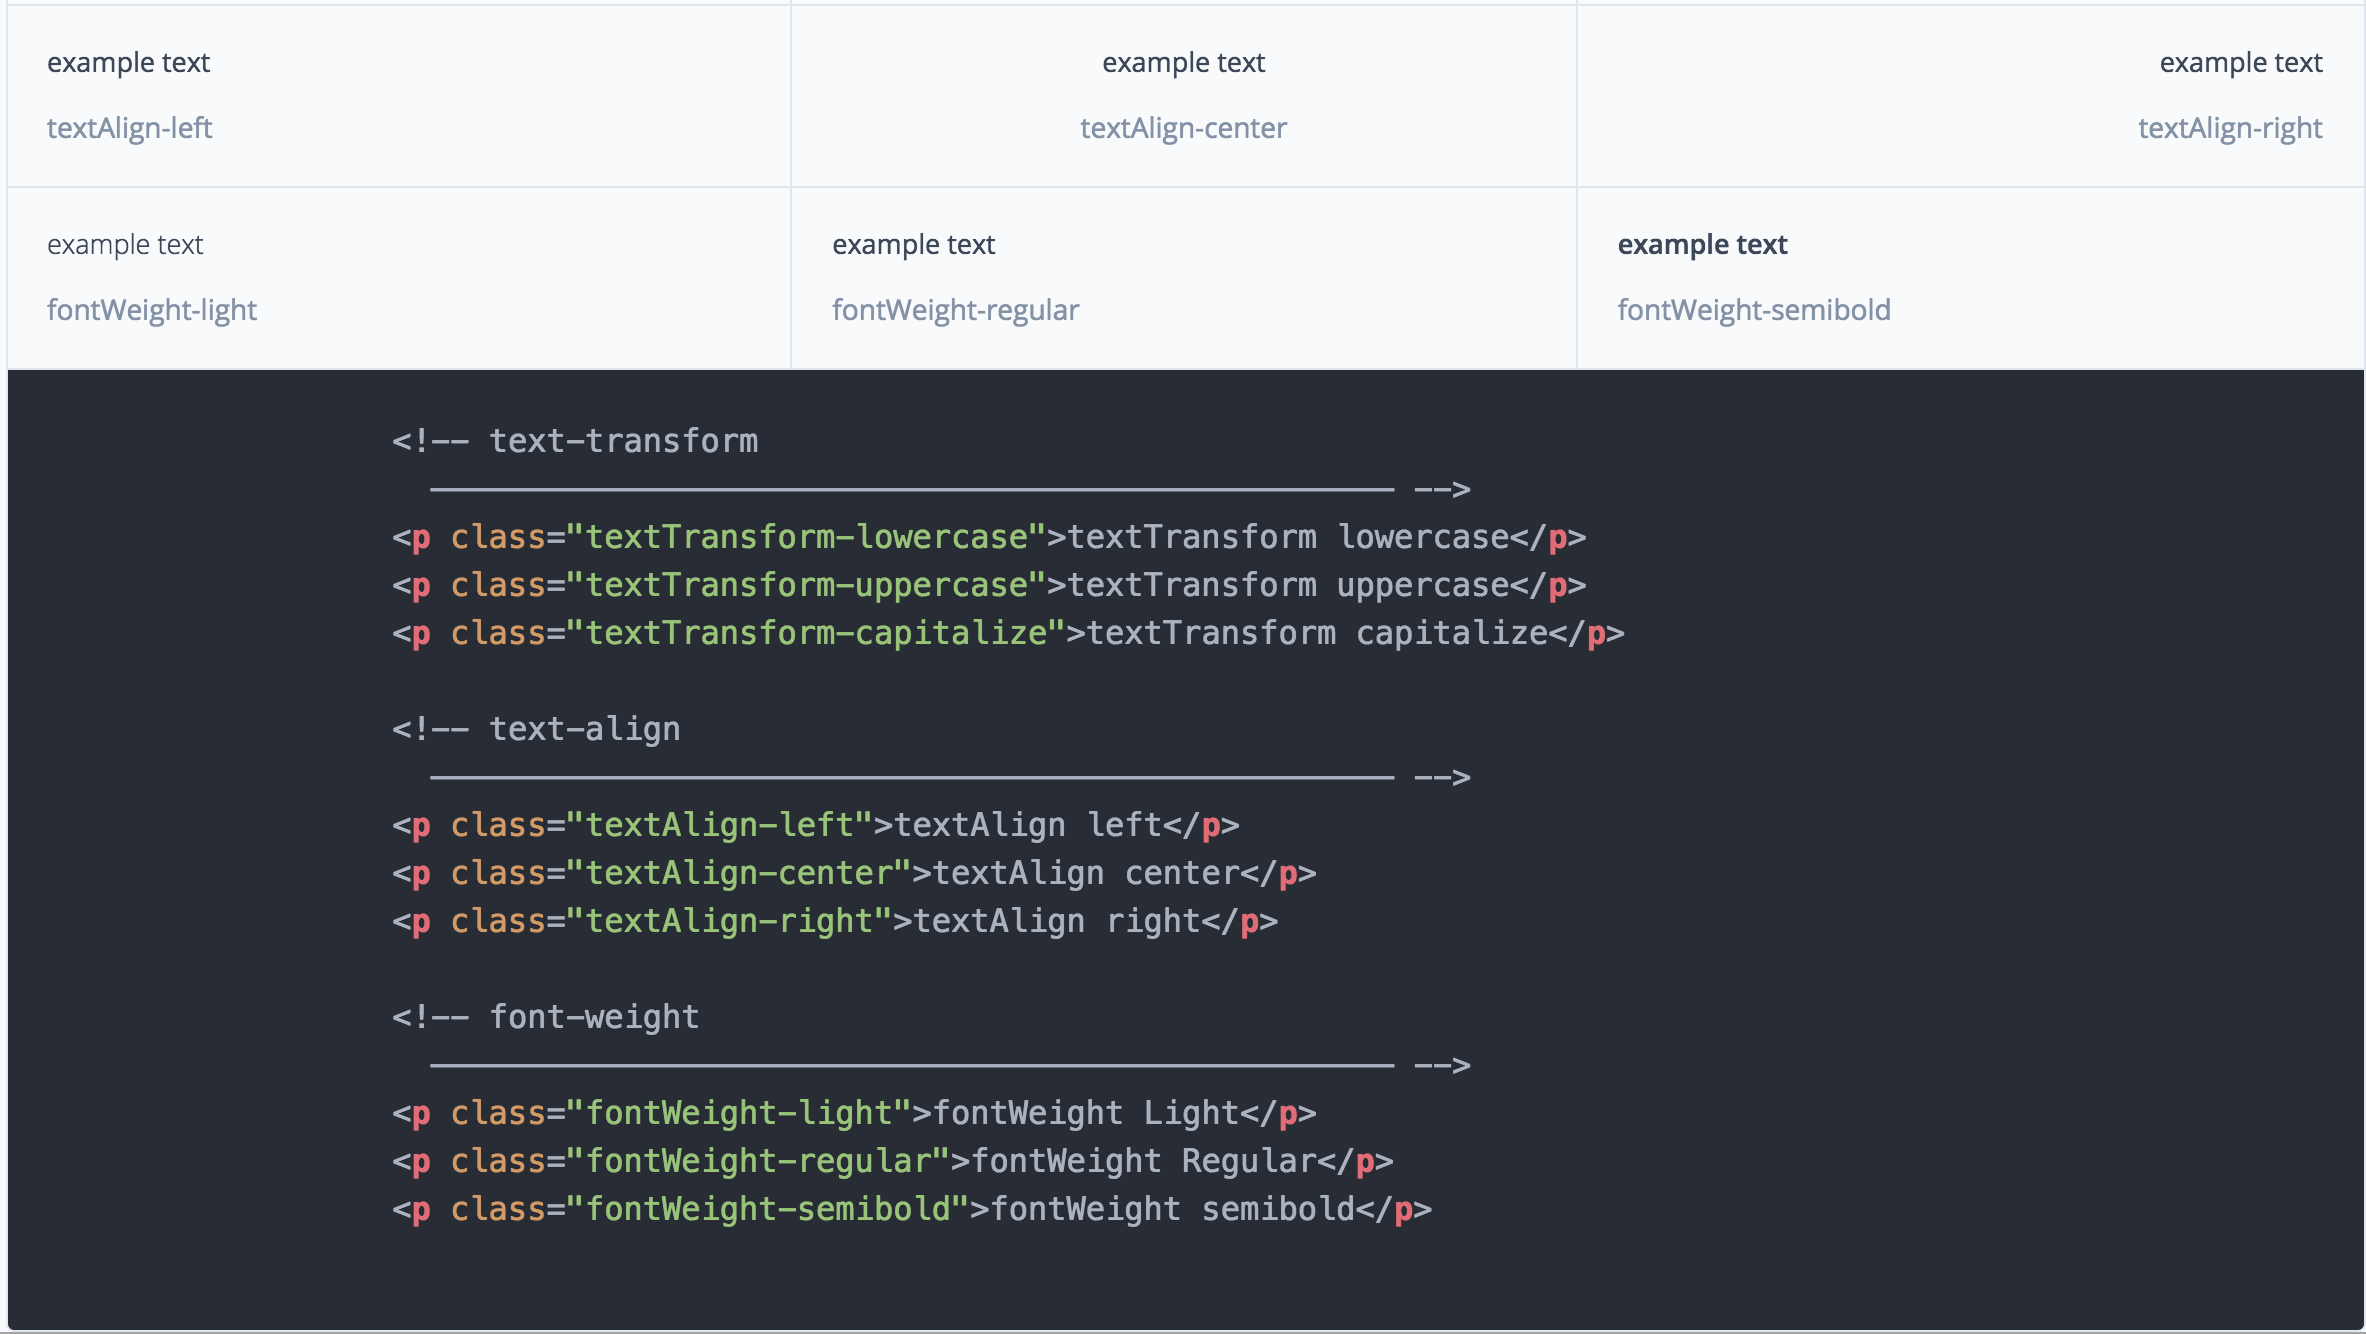 example text
example text
example text
textAlign-left
textAlign-center
textAlign-right
example text
example text
example text
fontWeight-light
fontWeight-regular
fontWeight-semibold
<!-- text-transform
────────────────────────────────────────────────── -->
<p class="textTransform-lowercase">textTransform lowercase</p>
<p class="textTransform-uppercase">textTransform uppercase</p>
<p class="textTransform-capitalize">textTransform capitalize</p>
<!-- text-align
────────────────────────────────────────────────── -->
<p class="textAlign-left">textAlign left</p>
<p class="textAlign-center">textAlign center</p>
<p class="textAlign-right">textAlign right</p>
<!-- font-weight
────────────────────────────────────────────────── -->
<p class="fontWeight-light">fontWeight Light</p>
<p class="fontWeight-regular">fontWeight Regular</p>
<p class="fontWeight-semibold">fontWeight semibold</p>